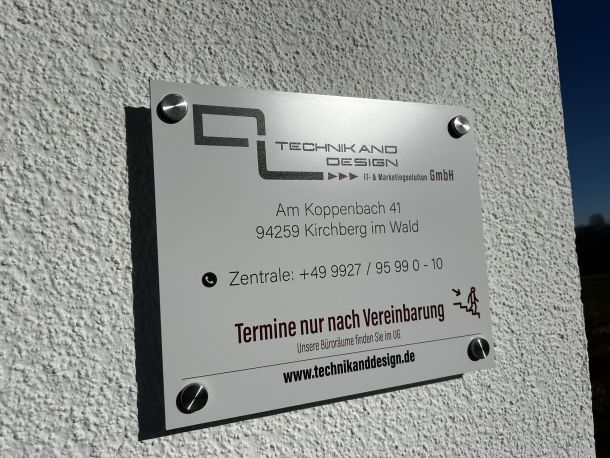 TECHNIK AND
DESIGN
IT- & Marketingsolution GmbH
Am Koppenbach 41
94259 Kirchberg im Wald
Zentrale: +49 9927 / 95 99 0 - 10
Termine nur nach Vereinbarung
Unsere Büroräume finden Sie im UG
www.technikanddesign.de